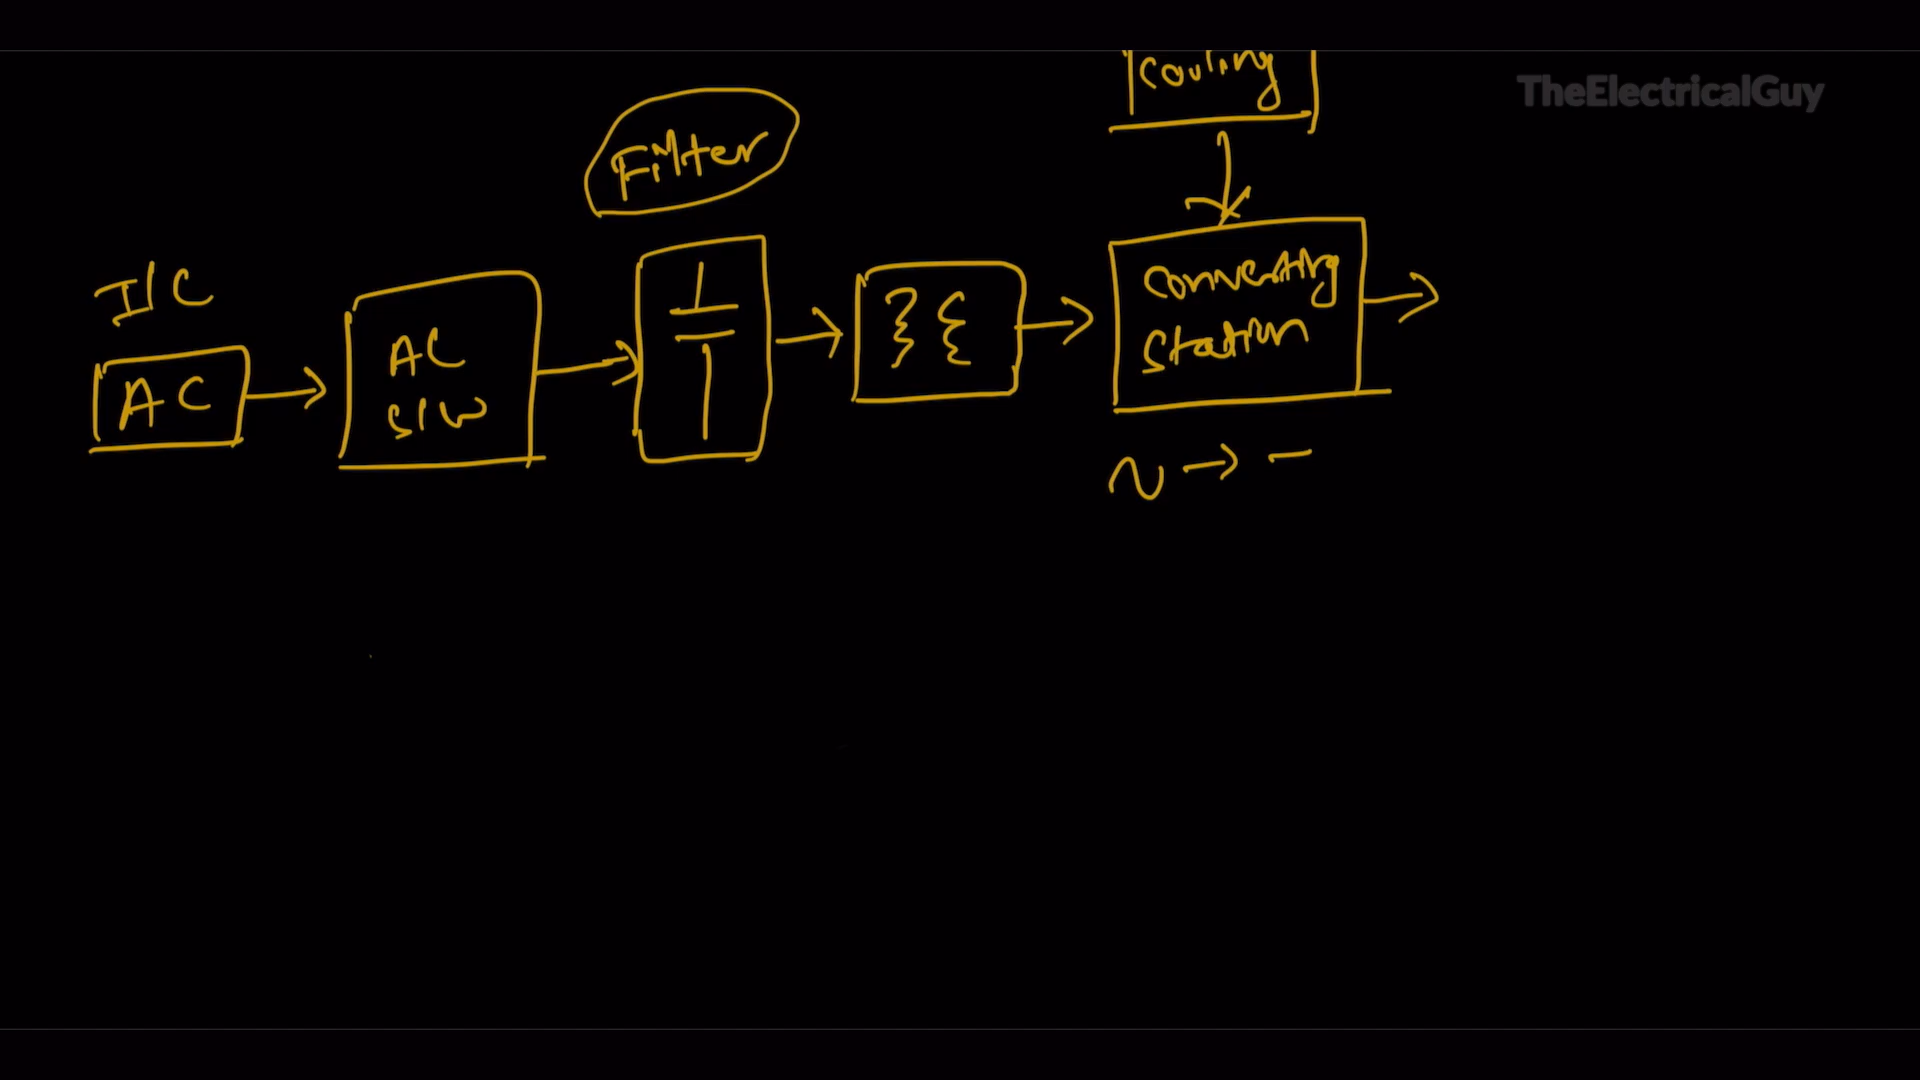 cooling
TheElectricalGuy
Filter
I/C
AC
AC
S/W
Converting
Station